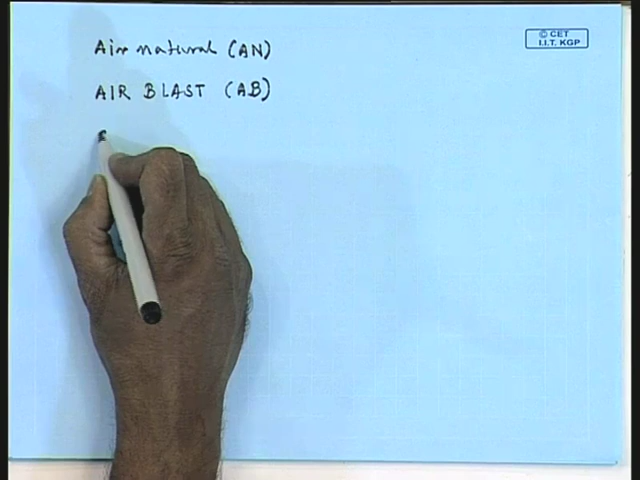 Air natural (AN)
© CET
I.I.T. KGP
AIR BLAST (AB)